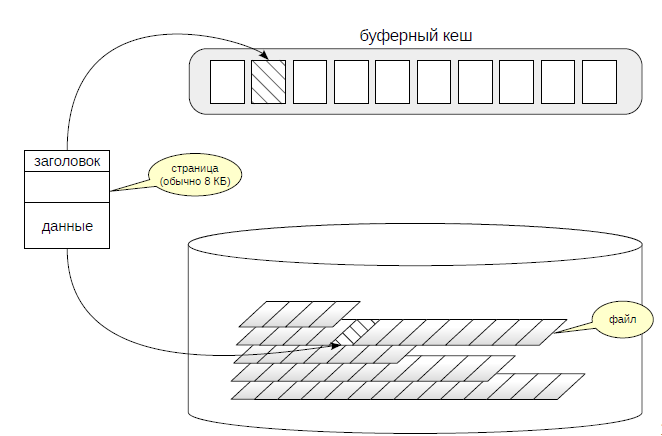 буферный кеш
заголовок
страница
(обычно 8 КБ)
данные
файл